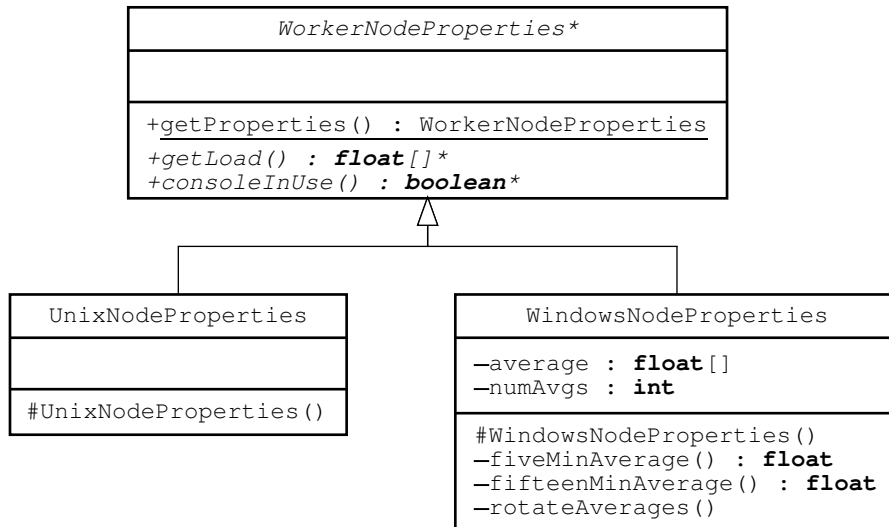 WorkerNodeProperties*
+getProperties() : WorkerNodeProperties
+getLoad() : float[]*
+consoleInUse() : boolean*
UnixNodeProperties
#UnixNodeProperties()
WindowsNodeProperties
–average : float[]
–numAvgs : int
#WindowsNodeProperties()
–fiveMinAverage() : float
–fifteenMinAverage() : float
–rotateAverages()